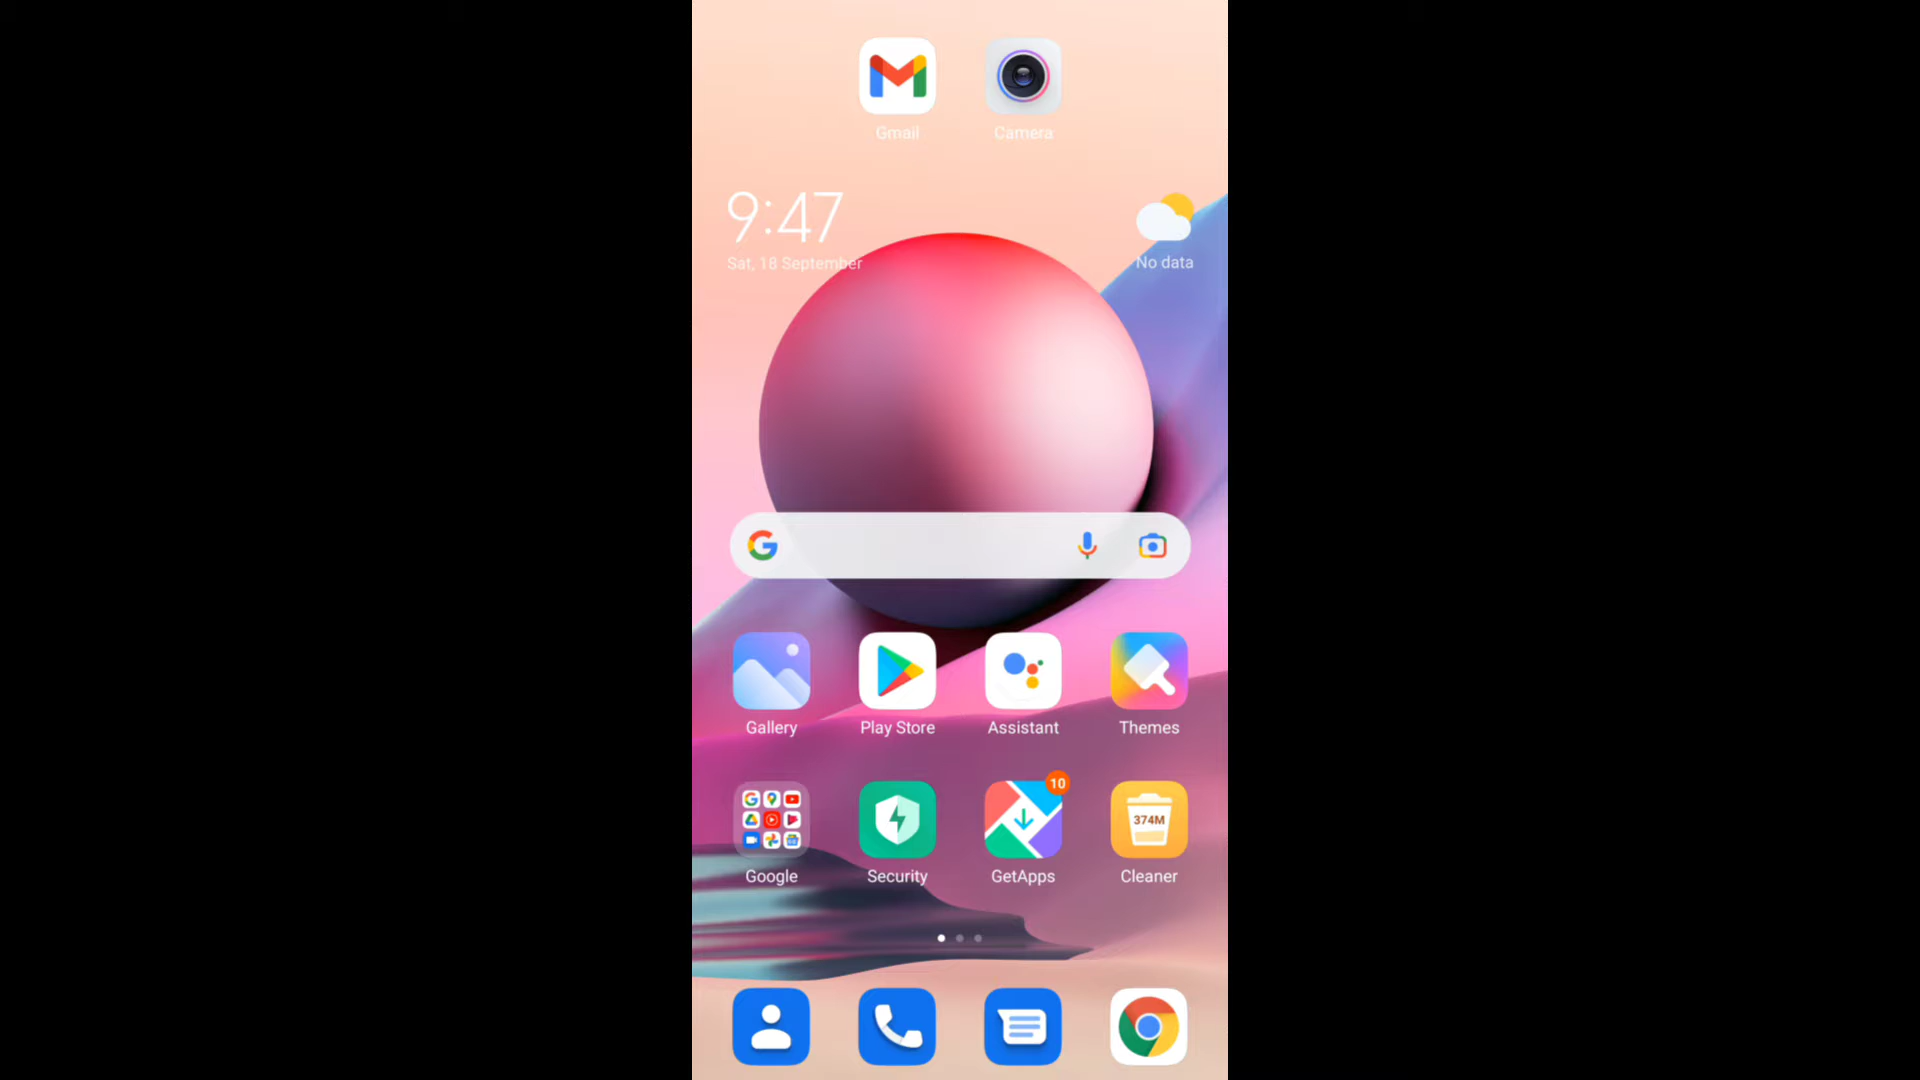 Gmail Camera
9:47
Sat, 18 September
No data
Gallery Play Store Assistant Themes
10
374M
Google Security GetApps Cleaner